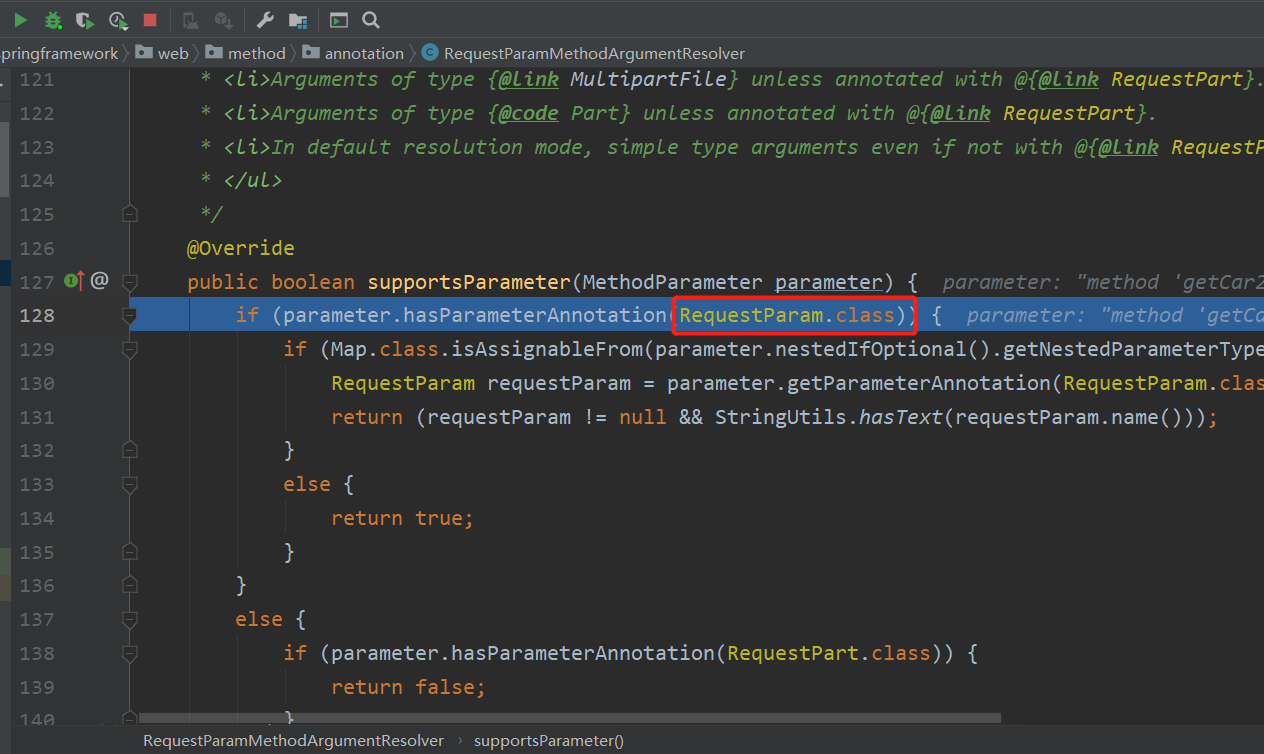 pringframework web method annotation RequestParamMethodArgumentResolver
121 * <li>Arguments of type {@link MultipartFile} unless annotated with @{@link RequestPart}.
122 * <li>Arguments of type {@code Part} unless annotated with @{@link RequestPart}.
123 * <li>In default resolution mode, simple type arguments even if not with @{@link RequestP
124 * </ul>
125 */
126 @Override
127 public boolean supportsParameter(MethodParameter parameter) { parameter: "method 'getCar2
128 if (parameter.hasParameterAnnotation(RequestParam.class)) { parameter: "method 'getCa
129 if (Map.class.isAssignableFrom(parameter.nestedIfOptional().getNestedParameterType
130 RequestParam requestParam = parameter.getParameterAnnotation(RequestParam.clas
131 return (requestParam != null && StringUtils.hasText(requestParam.name()));
132 }
133 else {
134 return true;
135 }
136 }
137 else {
138 if (parameter.hasParameterAnnotation(RequestPart.class)) {
139 return false;
140 }
RequestParamMethodArgumentResolver › supportsParameter()